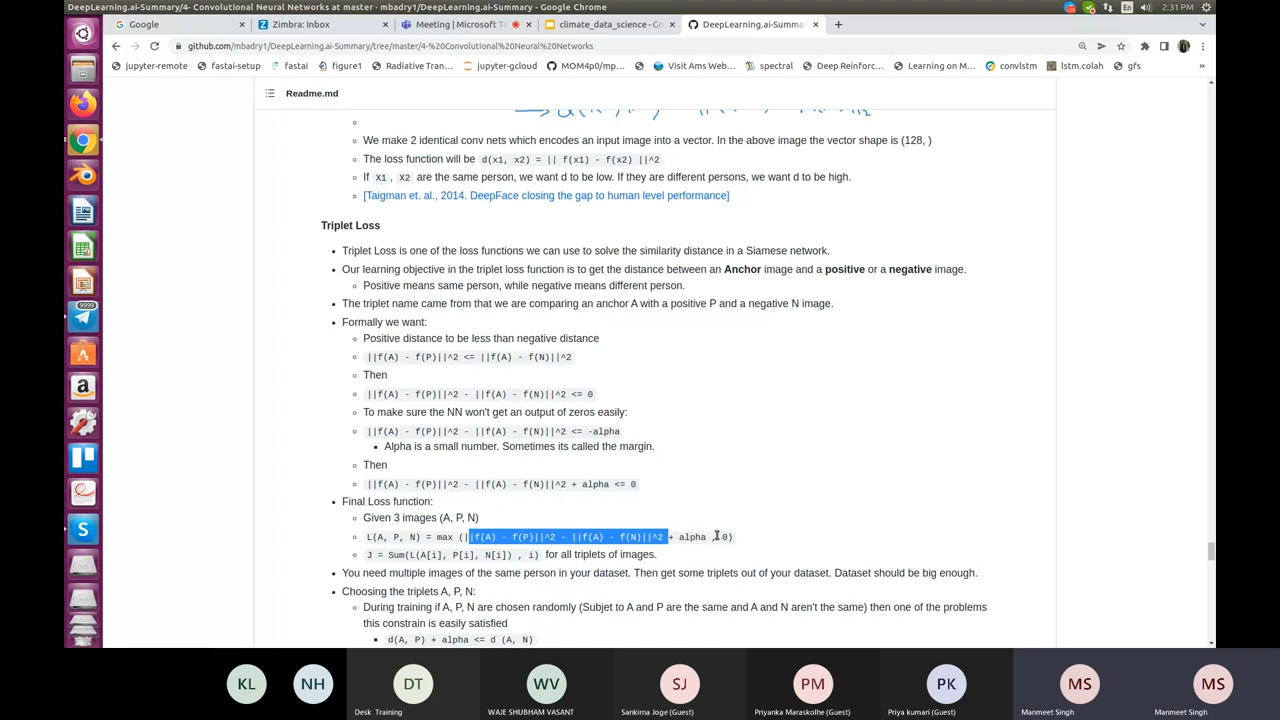 4- Convolutional Neural Networks at master · mbadry1/DeepLearning.ai-Summary - Google Chrome
En
2:31 PM
Google
Zimbra: Inbox
Meeting | Microsoft T
climate_data_science - Go
DeepLearning.ai-Summar
github.com/mbadry1/DeepLearning.ai-Summary/tree/master/4-%20Convolutional%20Neural%20Networks
jupyter-remote
fastai-setup
fastai
figure1
Radiative Tran...
jupyter-gcloud
MOM4p0/mp...
Visit Ams Web...
spectral
Deep Reinforc...
Learning on M...
convlstm
lstm.colah
gfs
»
Readme.md
We make 2 identical conv nets which encodes an input image into a vector. In the above image the vector shape is (128, )
The loss function will be d(x1, x2) = || f(x1) - f(x2) ||^2
If X1 , X2 are the same person, we want d to be low. If they are different persons, we want d to be high.
[Taigman et. al., 2014. DeepFace closing the gap to human level performance]
Triplet Loss
Triplet Loss is one of the loss functions we can use to solve the similarity distance in a Siamese network.
Our learning objective in the triplet loss function is to get the distance between an Anchor image and a positive or a negative image.
Positive means same person, while negative means different person.
The triplet name came from that we are comparing an anchor A with a positive P and a negative N image.
Formally we want:
Positive distance to be less than negative distance
||f(A) - f(P)||^2 <= ||f(A) - f(N)||^2
Then
||f(A) - f(P)||^2 - ||f(A) - f(N)||^2 <= 0
To make sure the NN won't get an output of zeros easily:
||f(A) - f(P)||^2 - ||f(A) - f(N)||^2 <= -alpha
Alpha is a small number. Sometimes its called the margin.
Then
||f(A) - f(P)||^2 - ||f(A) - f(N)||^2 + alpha <= 0
Final Loss function:
Given 3 images (A, P, N)
L(A, P, N) = max (||f(A) - f(P)||^2 - ||f(A) - f(N)||^2 + alpha , 0)
J = Sum(L(A[i], P[i], N[i]) , i) for all triplets of images.
You need multiple images of the same person in your dataset. Then get some triplets out of your dataset. Dataset should be big enough.
Choosing the triplets A, P, N:
During training if A, P, N are chosen randomly (Subjet to A and P are the same and A and N aren't the same) then one of the problems
this constrain is easily satisfied
d(A, P) + alpha <= d (A, N)
9999
KL
NH
DT
WV
SJ
PM
PK
MS
MS
Desk Training
WAJE SHUBHAM VASANT
Sankirna Joge (Guest)
Priyanka Maraskolhe (Guest)
Priya kumari (Guest)
Manmeet Singh
Manmeet Singh